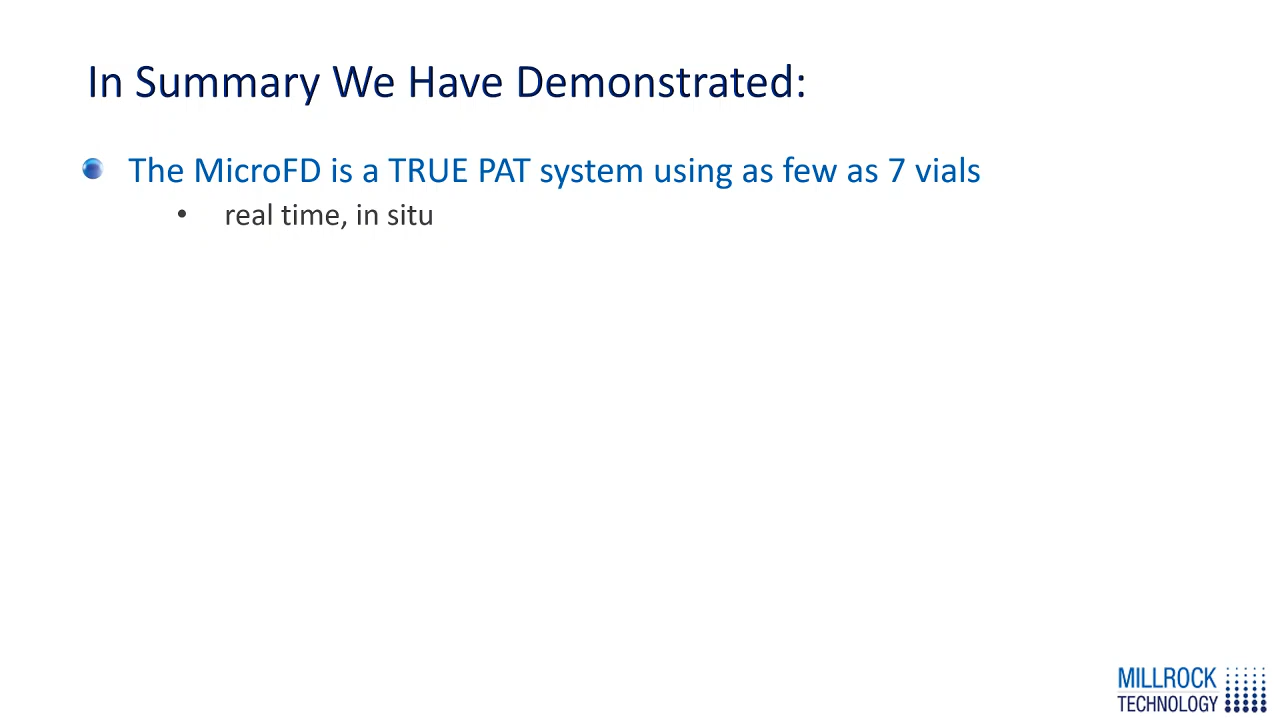 In Summary We Have Demonstrated:
The MicroFD is a TRUE PAT system using as few as 7 vials
• real time, in situ
MILLROCK
TECHNOLOGY